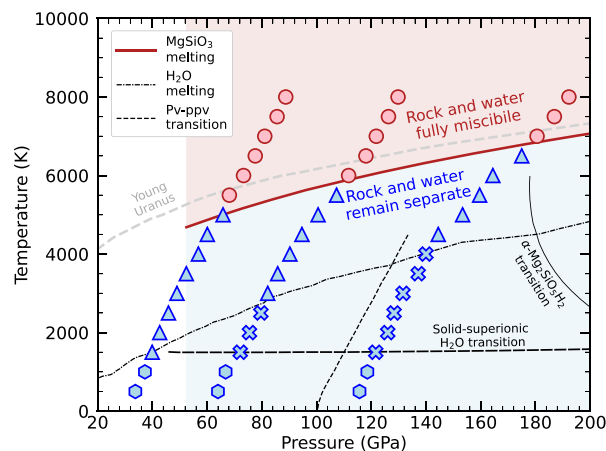 10000
8000
6000
4000
2000
0
Temperature (K)
MgSiO₃
melting
H₂O
melting
Pv-ppv
transition
Rock and water
fully miscibile
Young
Uranus
Rock and water
remain separate
α-Mg₂SiO₅H₂
transition
Solid-superionic
H₂O transition
20 40 60 80 100 120 140 160 180 200
Pressure (GPa)